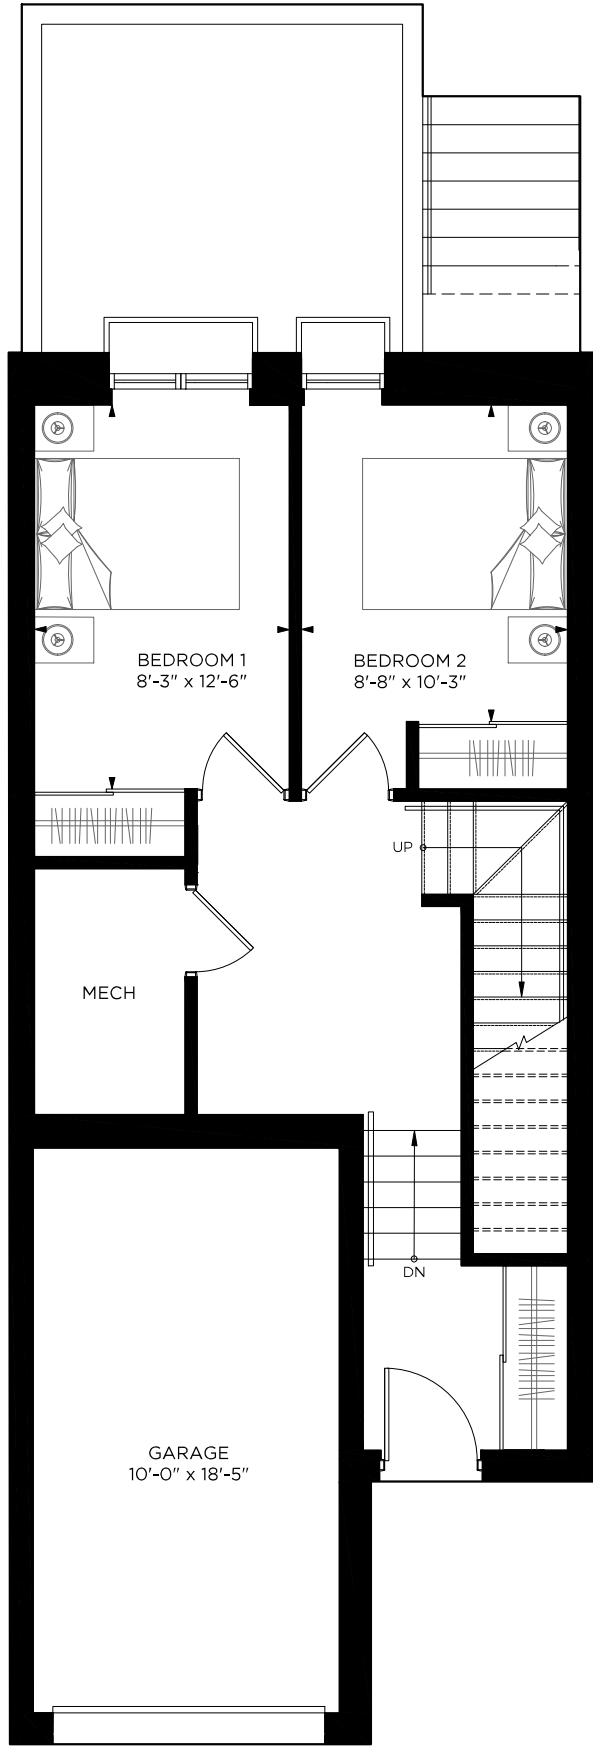 BEDROOM 1
8'-3" x 12'-6"
BEDROOM 2
8'-8" x 10'-3"
UP
MECH
DN
GARAGE
10'-0" x 18'-5"